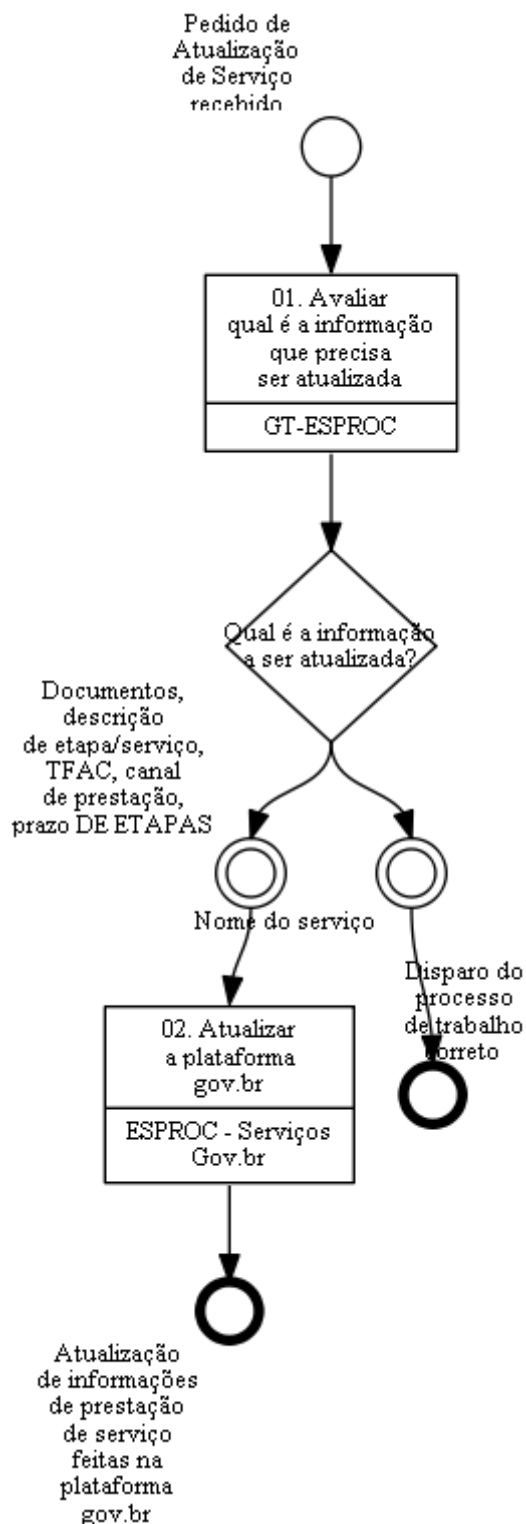 Pedido de
Atualização
de Serviço
recebido
01. Avaliar
qual é a informação
que precisa
ser atualizada
GT-ESPROC
Qual é a informação
a ser atualizada?
Documentos,
descrição
de etapa/serviço,
TFAC, canal
de prestação,
prazo DE ETAPAS
Nome do serviço
Disparo do
processo
de trabalho
correto
02. Atualizar
a plataforma
gov.br
ESPROC - Serviços
Gov.br
Atualização
de informações
de prestação
de serviço
feitas na
plataforma
gov.br